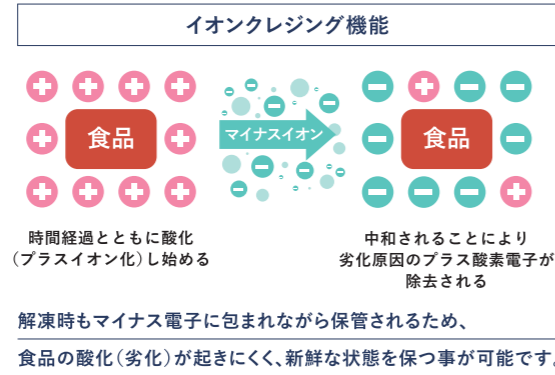 イオンクレジング機能
食品
マイナスイオン
食品
時間経過とともに酸化
（プラスイオン化）し始める
中和されることにより
劣化原因のプラス酸素電子が
除去される
解凍時もマイナス電子に包まれながら保管されるため、
食品の酸化（劣化）が起きにくく、新鮮な状態を保つ事が可能です。